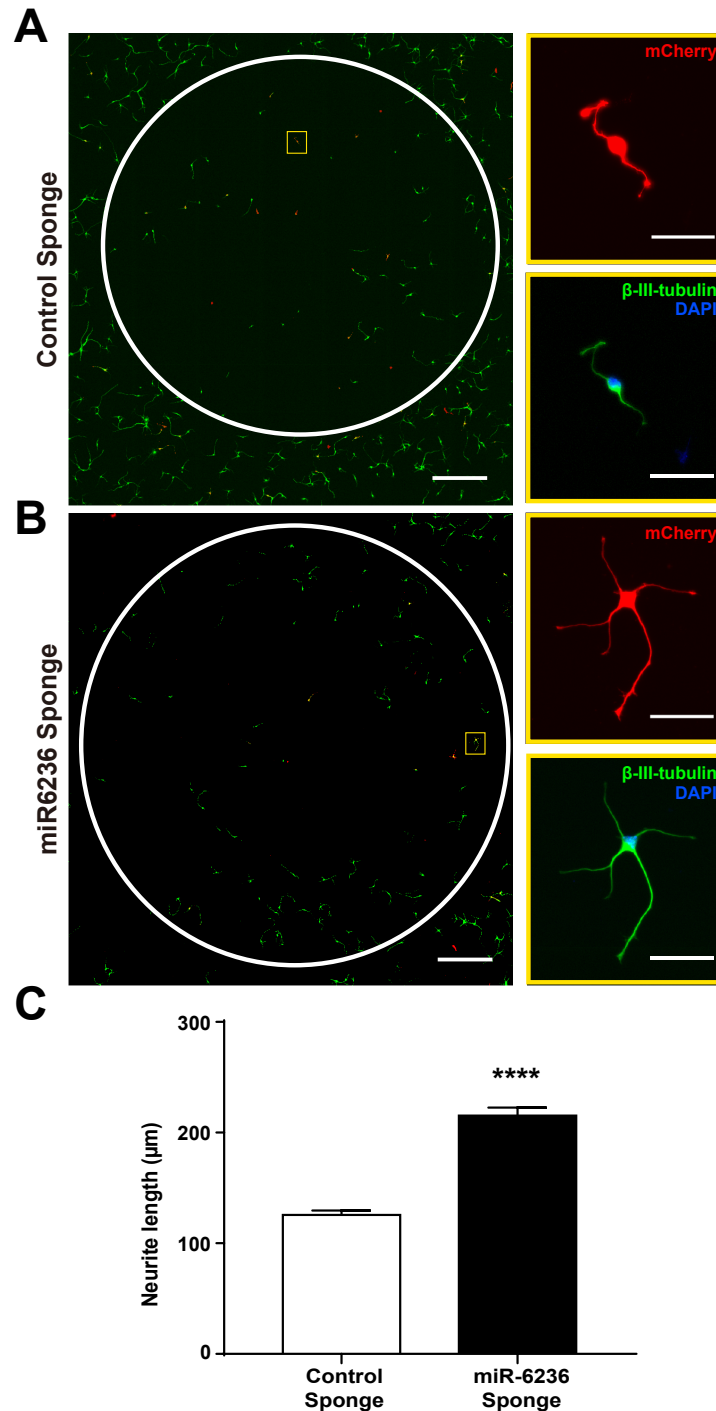 A
Control Sponge
mCherry
β-III-tubulin
DAPI
B
miR6236 Sponge
mCherry
β-III-tubulin
DAPI
C
Neurite length (µm)
300
200
100
0
****
Control
Sponge
miR-6236
Sponge